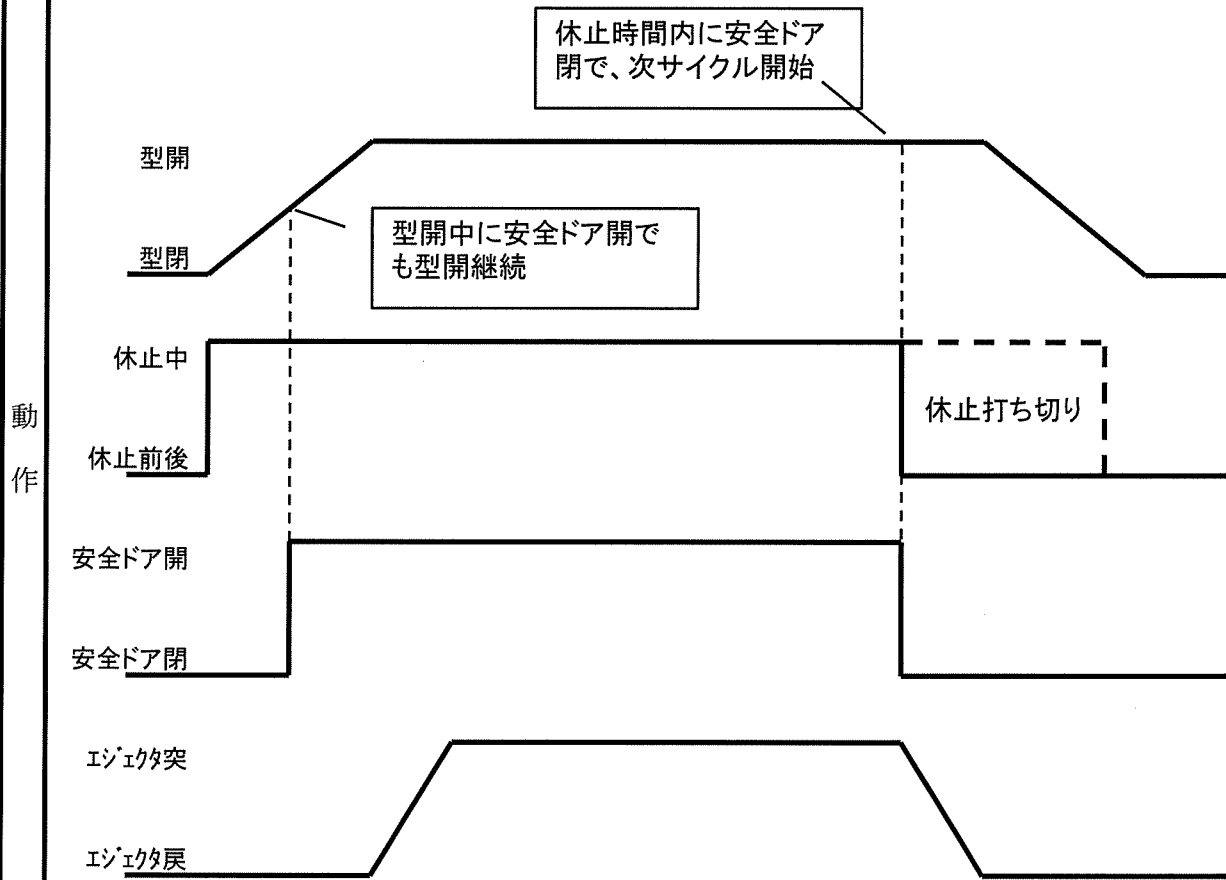 休止時間内に安全ドア
閉で、次サイクル開始
型開
型開中に安全ドア開で
も型開継続
型閉
休止中
休止打ち切り
動
作
休止前後
安全ドア開
安全ドア閉
ｴｼﾞｪｸﾀ突
ｴｼﾞｪｸﾀ戻